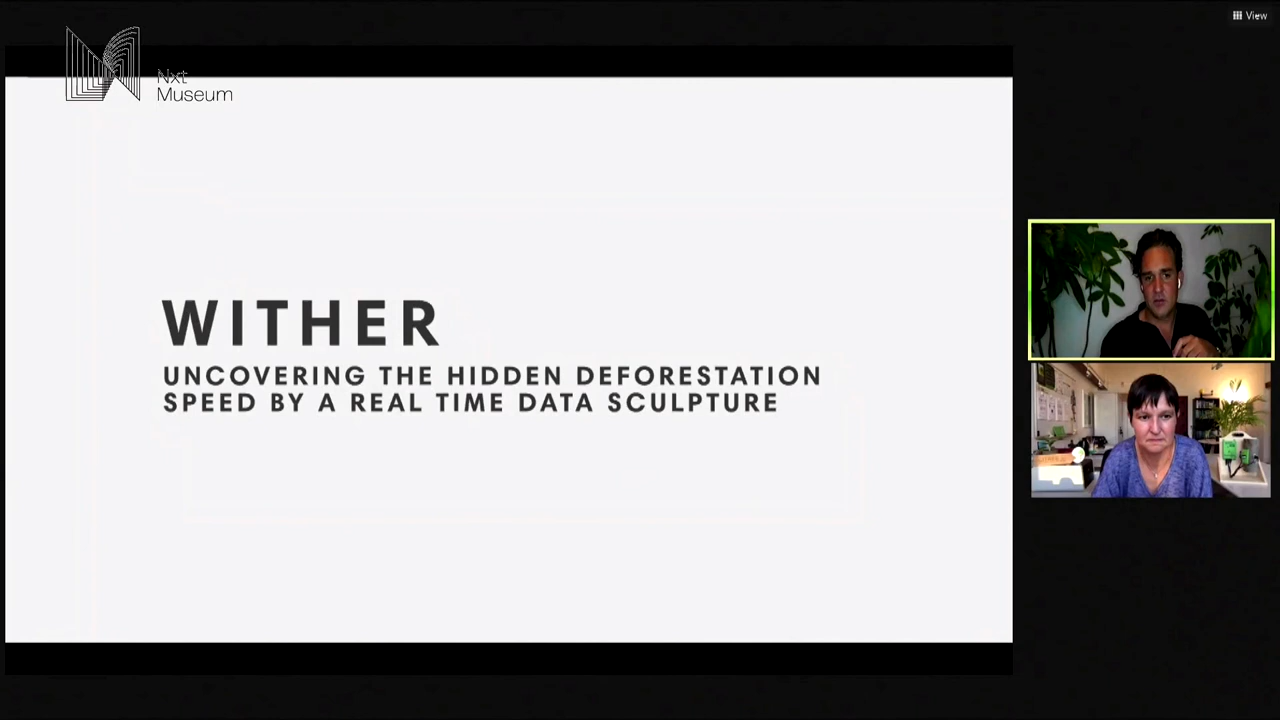 View
Nxt
Museum
WITHER
UNCOVERING THE HIDDEN DEFORESTATION
SPEED BY A REAL TIME DATA SCULPTURE